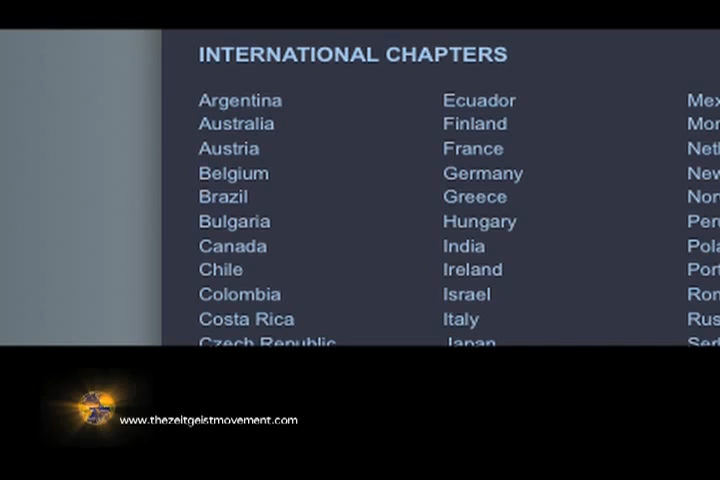 INTERNATIONAL CHAPTERS
Argentina
Australia
Austria
Belgium
Brazil
Bulgaria
Canada
Chile
Colombia
Costa Rica
Czech Republic
Ecuador
Finland
France
Germany
Greece
Hungary
India
Ireland
Israel
Italy
Japan
www.thezeitgeistmovement.com